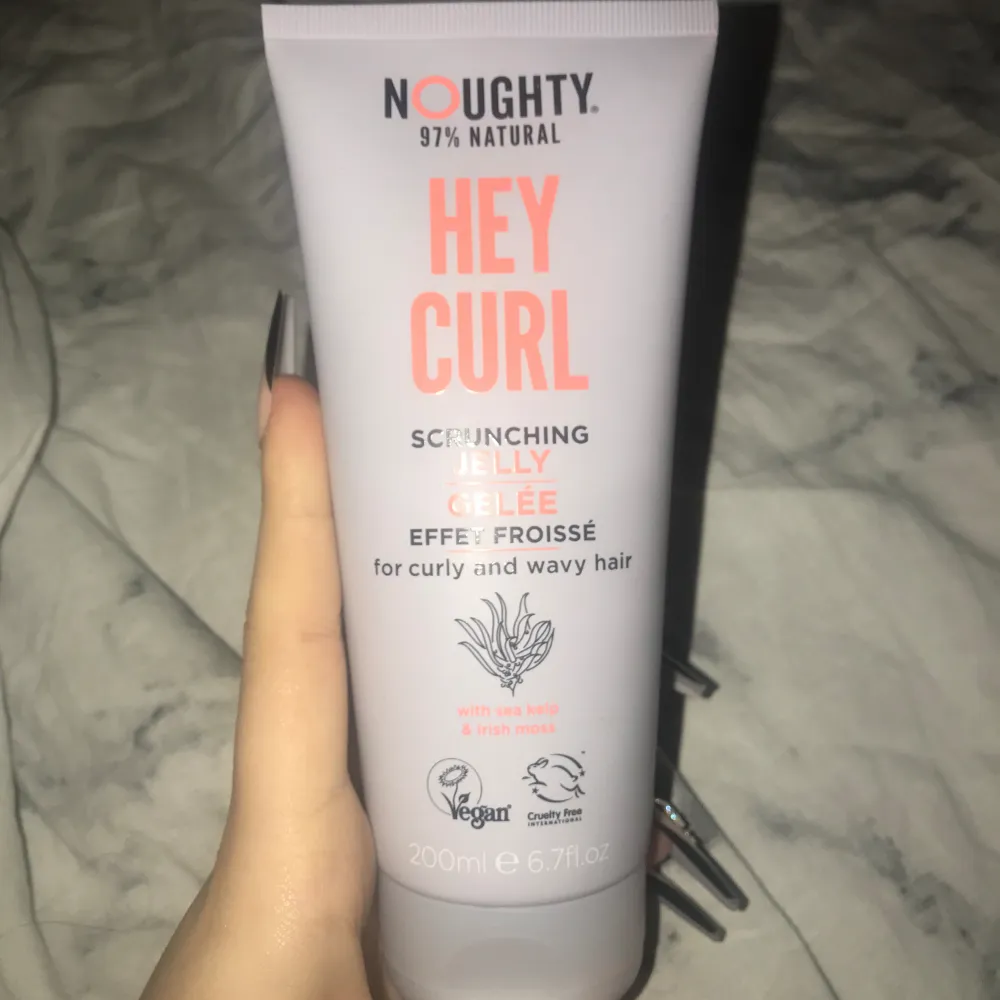 NOUGHTY®
97% NATURAL
HEY
CURL
SCRUNCHING
JELLY
GELÉE
EFFET FROISSÉ
for curly and wavy hair
with sea kelp
& irish moss
Vegan
Cruelty Free
INTERNATIONAL
200ml e 6.7fl.oz